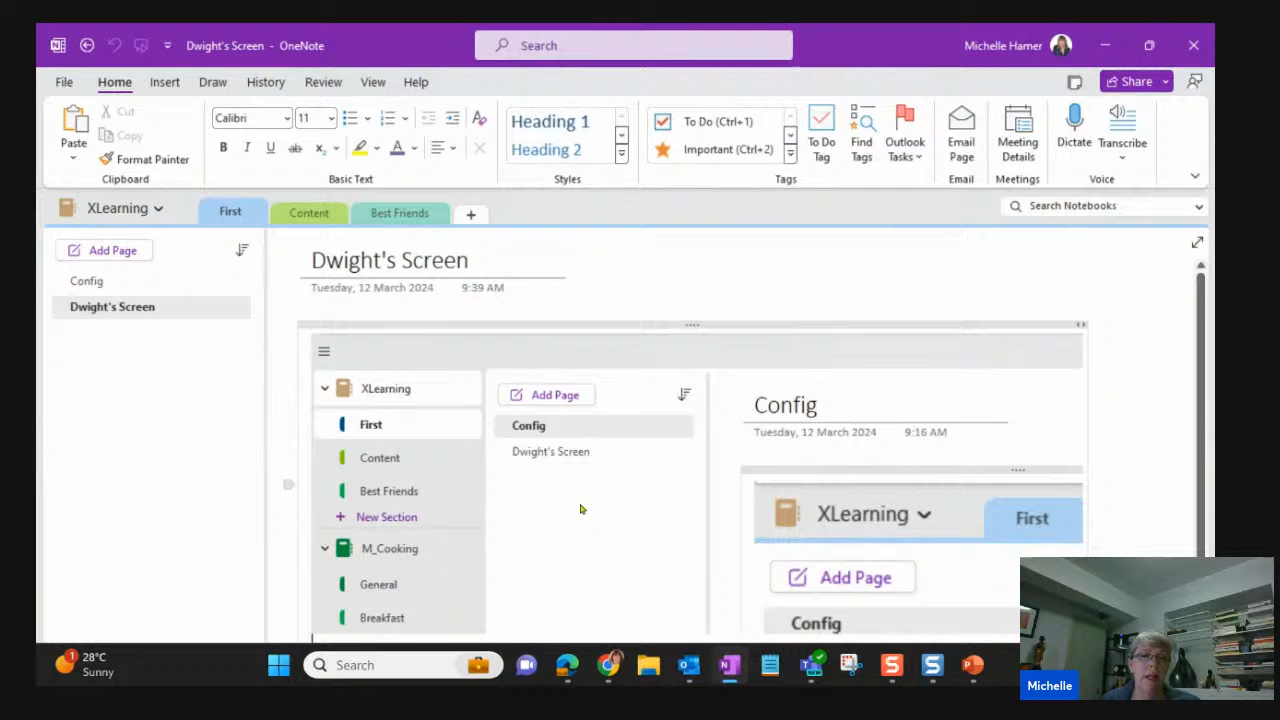 Dwight's Screen - OneNote
Search
Michelle Hamer
File Home Insert Draw History Review View Help
Share
Paste
Cut
Copy
Format Painter
Clipboard
Calibri 11
Basic Text
Heading 1
Heading 2
Styles
To Do (Ctrl+1)
Important (Ctrl+2)
To Do Tag
Find Tags
Outlook Tasks
Tags
Email Page
Email
Meeting Details
Meetings
Dictate
Transcribe
Voice
XLearning
First
Content
Best Friends
Search Notebooks
Add Page
Config
Dwight's Screen
Dwight's Screen
Tuesday, 12 March 2024 9:39 AM
XLearning
First
Content
Best Friends
New Section
M_Cooking
General
Breakfast
Add Page
Config
Dwight's Screen
Config
Tuesday, 12 March 2024 9:16 AM
XLearning
First
Add Page
Config
1
28°C
Sunny
Search
Michelle